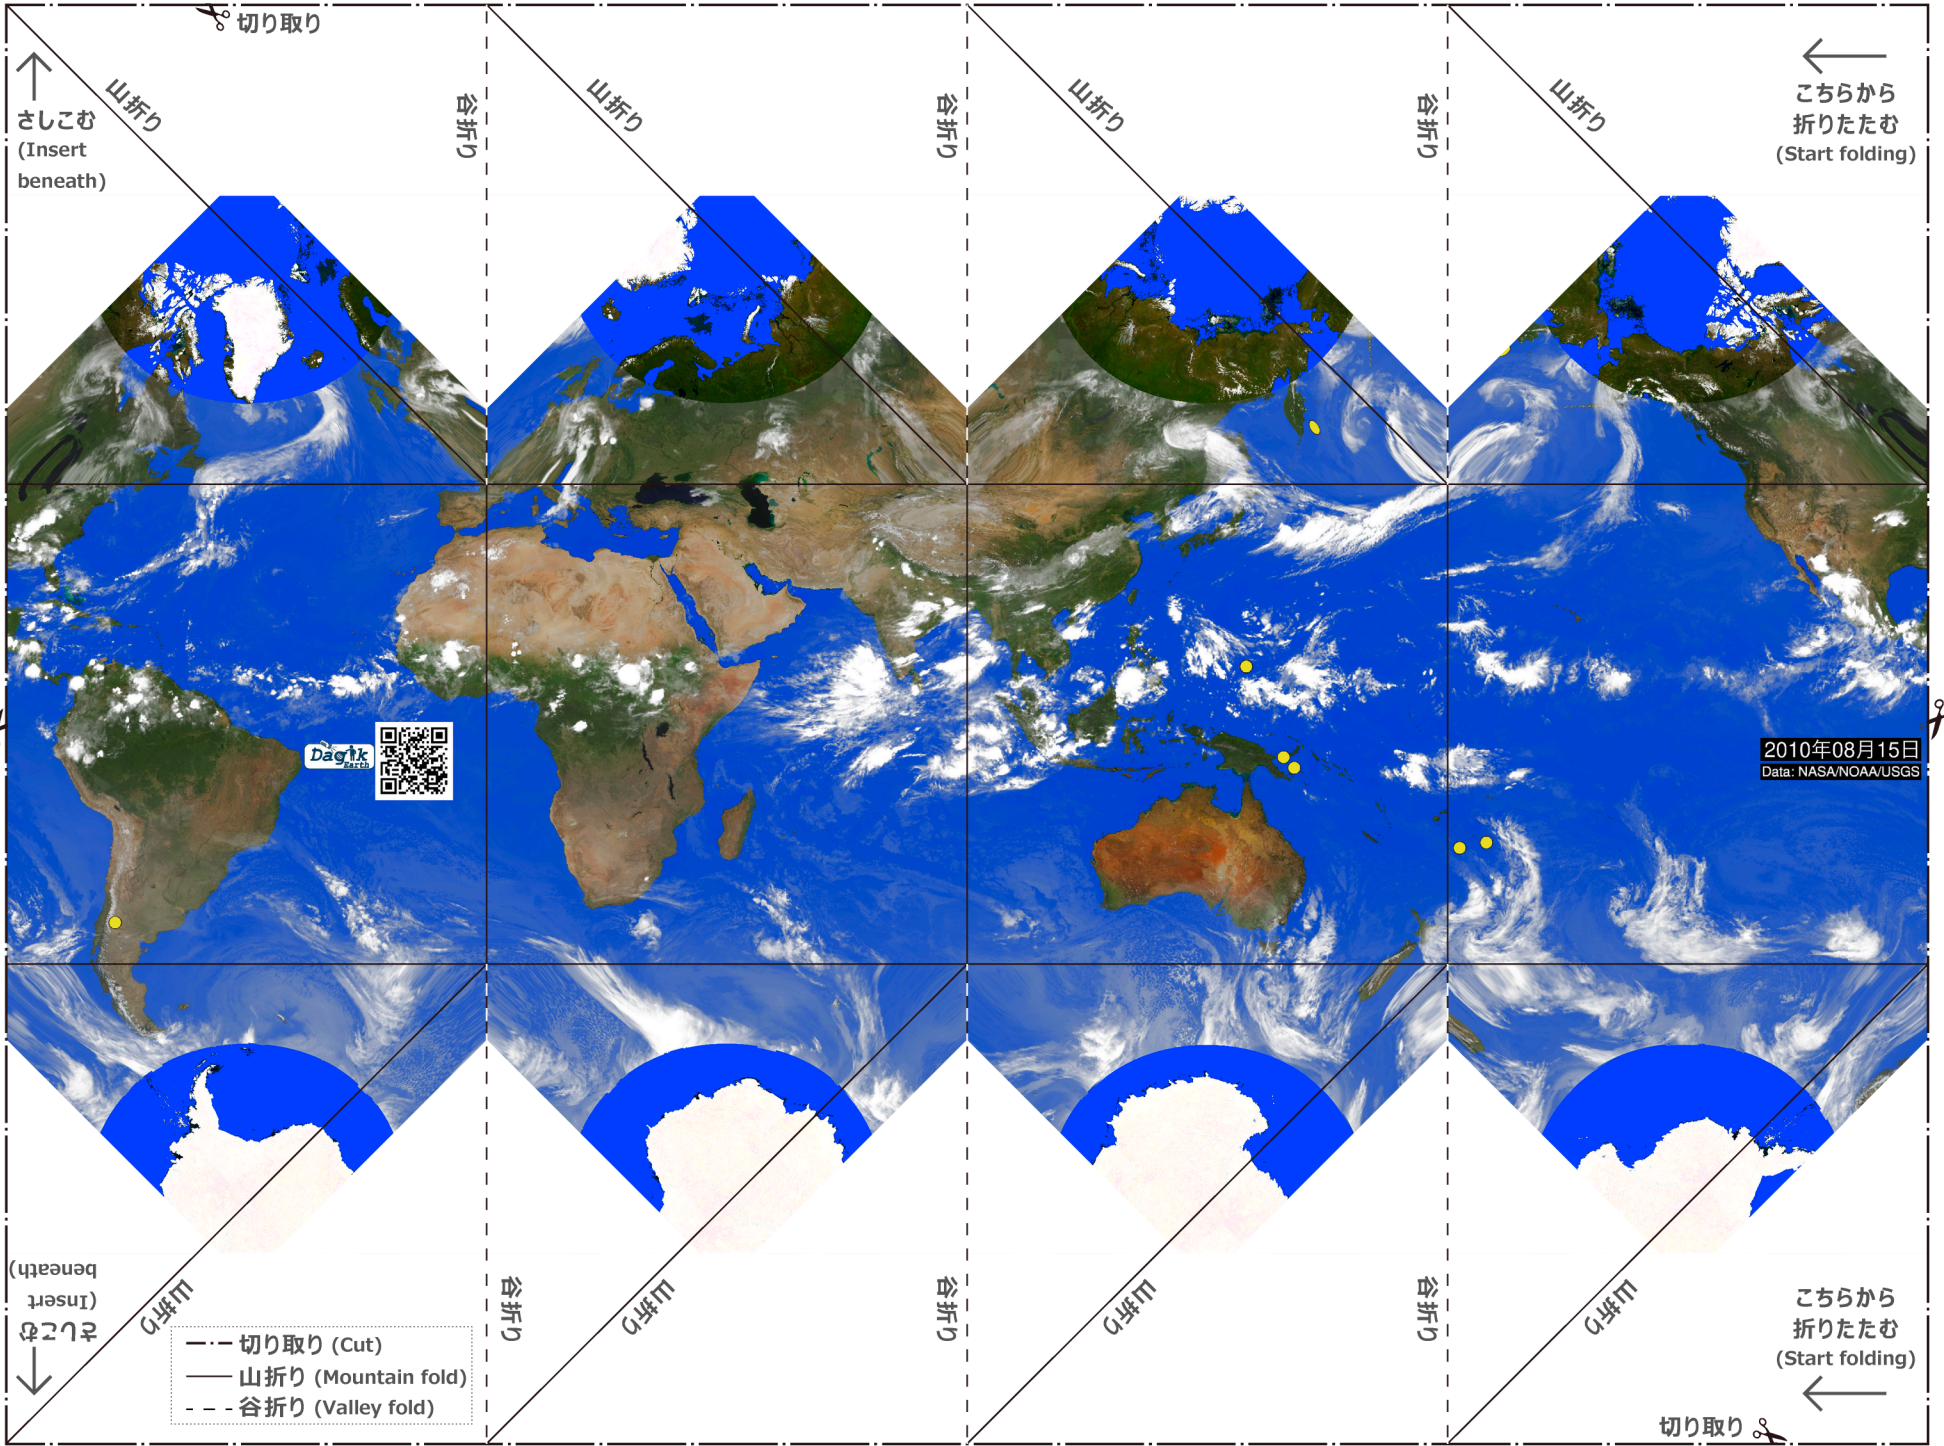 切り取り
さしこむ
(Insert
beneath)
山折り
谷折り
山折り
谷折り
山折り
谷折り
山折り
こちらから
折りたたむ
(Start folding)
Dagik
Earth
2010年08月15日
Data: NASA/NOAA/USGS
さしこむ
(Insert
beneath)
山折り
谷折り
山折り
谷折り
山折り
谷折り
山折り
こちらから
折りたたむ
(Start folding)
切り取り (Cut)
山折り (Mountain fold)
谷折り (Valley fold)
切り取り